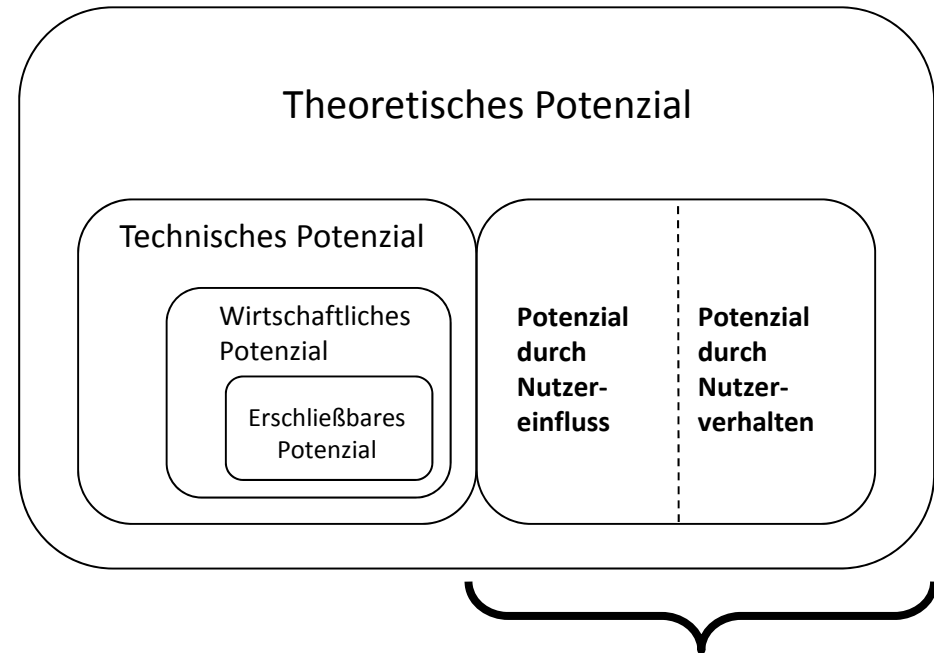 Theoretisches Potenzial
Technisches Potenzial
Wirtschaftliches
Potenzial
Erschließbares
Potenzial
Potenzial
durch
Nutzer-
einfluss
Potenzial
durch
Nutzer-
verhalten